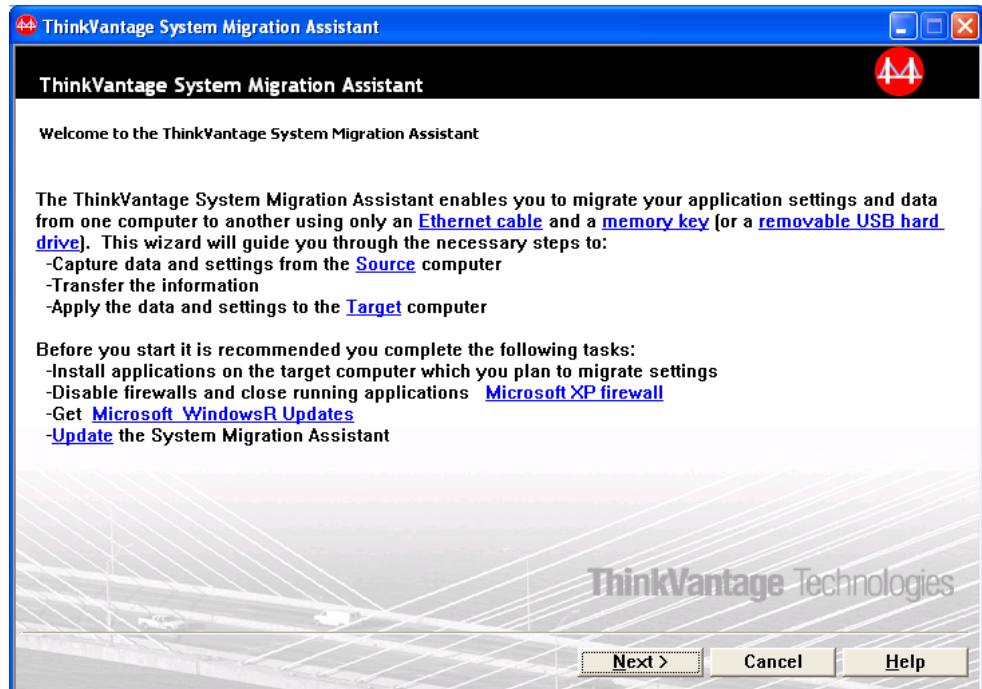 ThinkVantage System Migration Assistant
ThinkVantage System Migration Assistant
Welcome to the ThinkVantage System Migration Assistant
The ThinkVantage System Migration Assistant enables you to migrate your application settings and data
from one computer to another using only an Ethernet cable and a memory key (or a removable USB hard
drive). This wizard will guide you through the necessary steps to:
-Capture data and settings from the Source computer
-Transfer the information
-Apply the data and settings to the Target computer
Before you start it is recommended you complete the following tasks:
-Install applications on the target computer which you plan to migrate settings
-Disable firewalls and close running applications Microsoft XP firewall
-Get Microsoft WindowsR Updates
-Update the System Migration Assistant
ThinkVantage Technologies
Next > Cancel Help